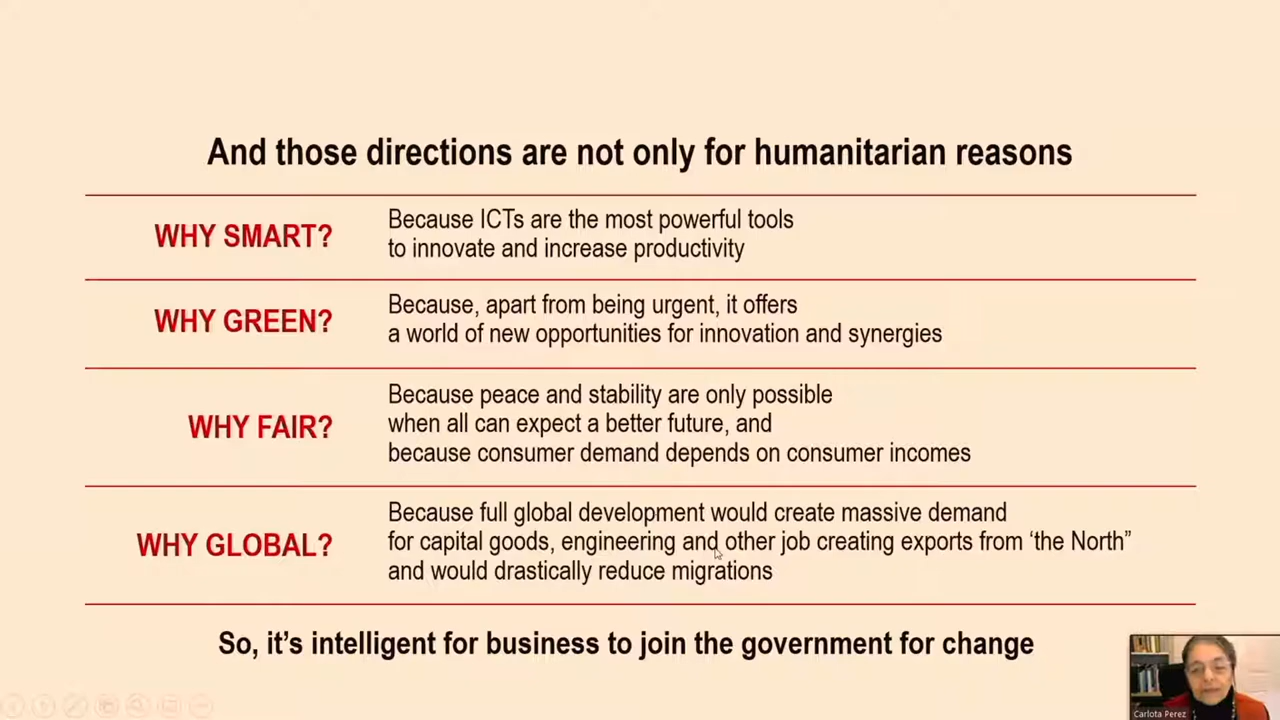 And those directions are not only for humanitarian reasons
WHY SMART?
Because ICTs are the most powerful tools
to innovate and increase productivity
WHY GREEN?
Because, apart from being urgent, it offers
a world of new opportunities for innovation and synergies
WHY FAIR?
Because peace and stability are only possible
when all can expect a better future, and
because consumer demand depends on consumer incomes
WHY GLOBAL?
Because full global development would create massive demand
for capital goods, engineering and other job creating exports from ‘the North”
and would drastically reduce migrations
So, it’s intelligent for business to join the government for change
Carlota Perez